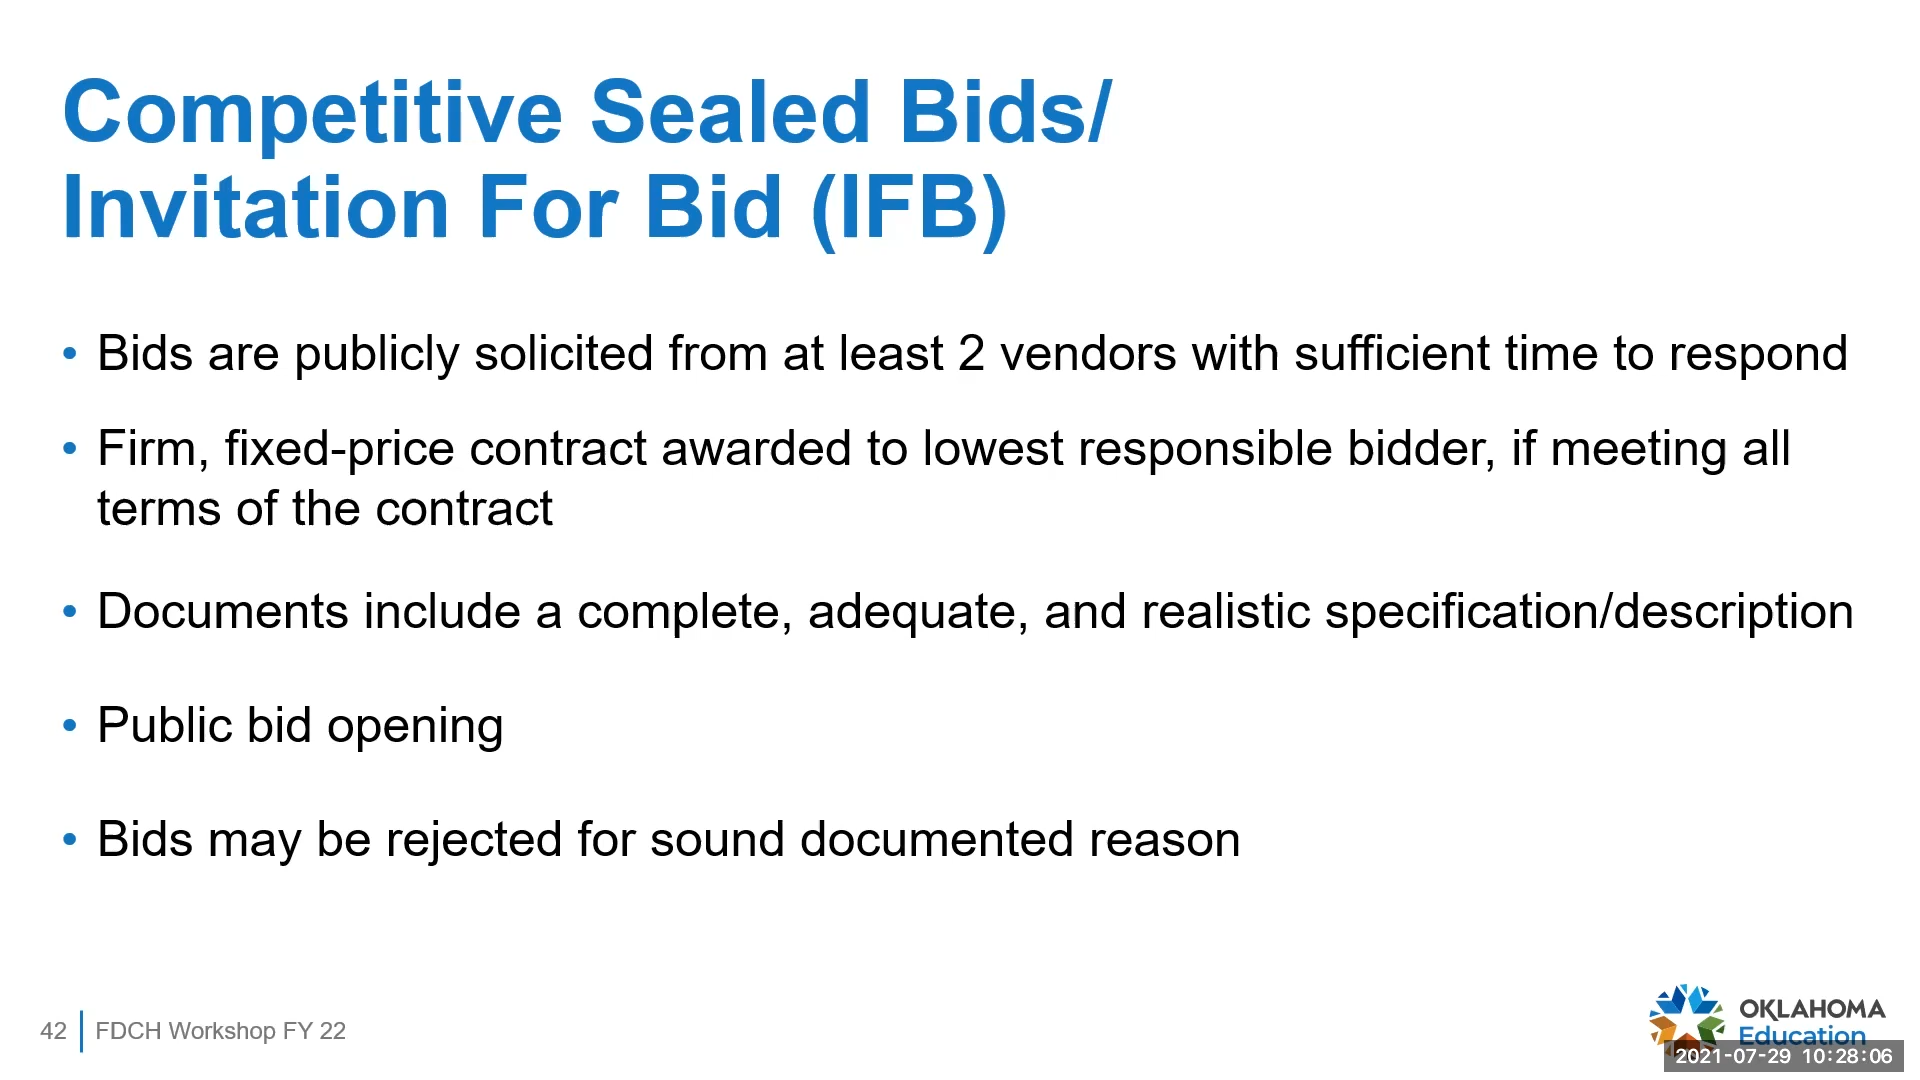 Competitive Sealed Bids/
Invitation For Bid (IFB)
• Bids are publicly solicited from at least 2 vendors with sufficient time to respond
• Firm, fixed-price contract awarded to lowest responsible bidder, if meeting all
terms of the contract
• Documents include a complete, adequate, and realistic specification/description
• Public bid opening
• Bids may be rejected for sound documented reason
42 FDCH Workshop FY 22
OKLAHOMA
Education
2021-07-29 10:28:06